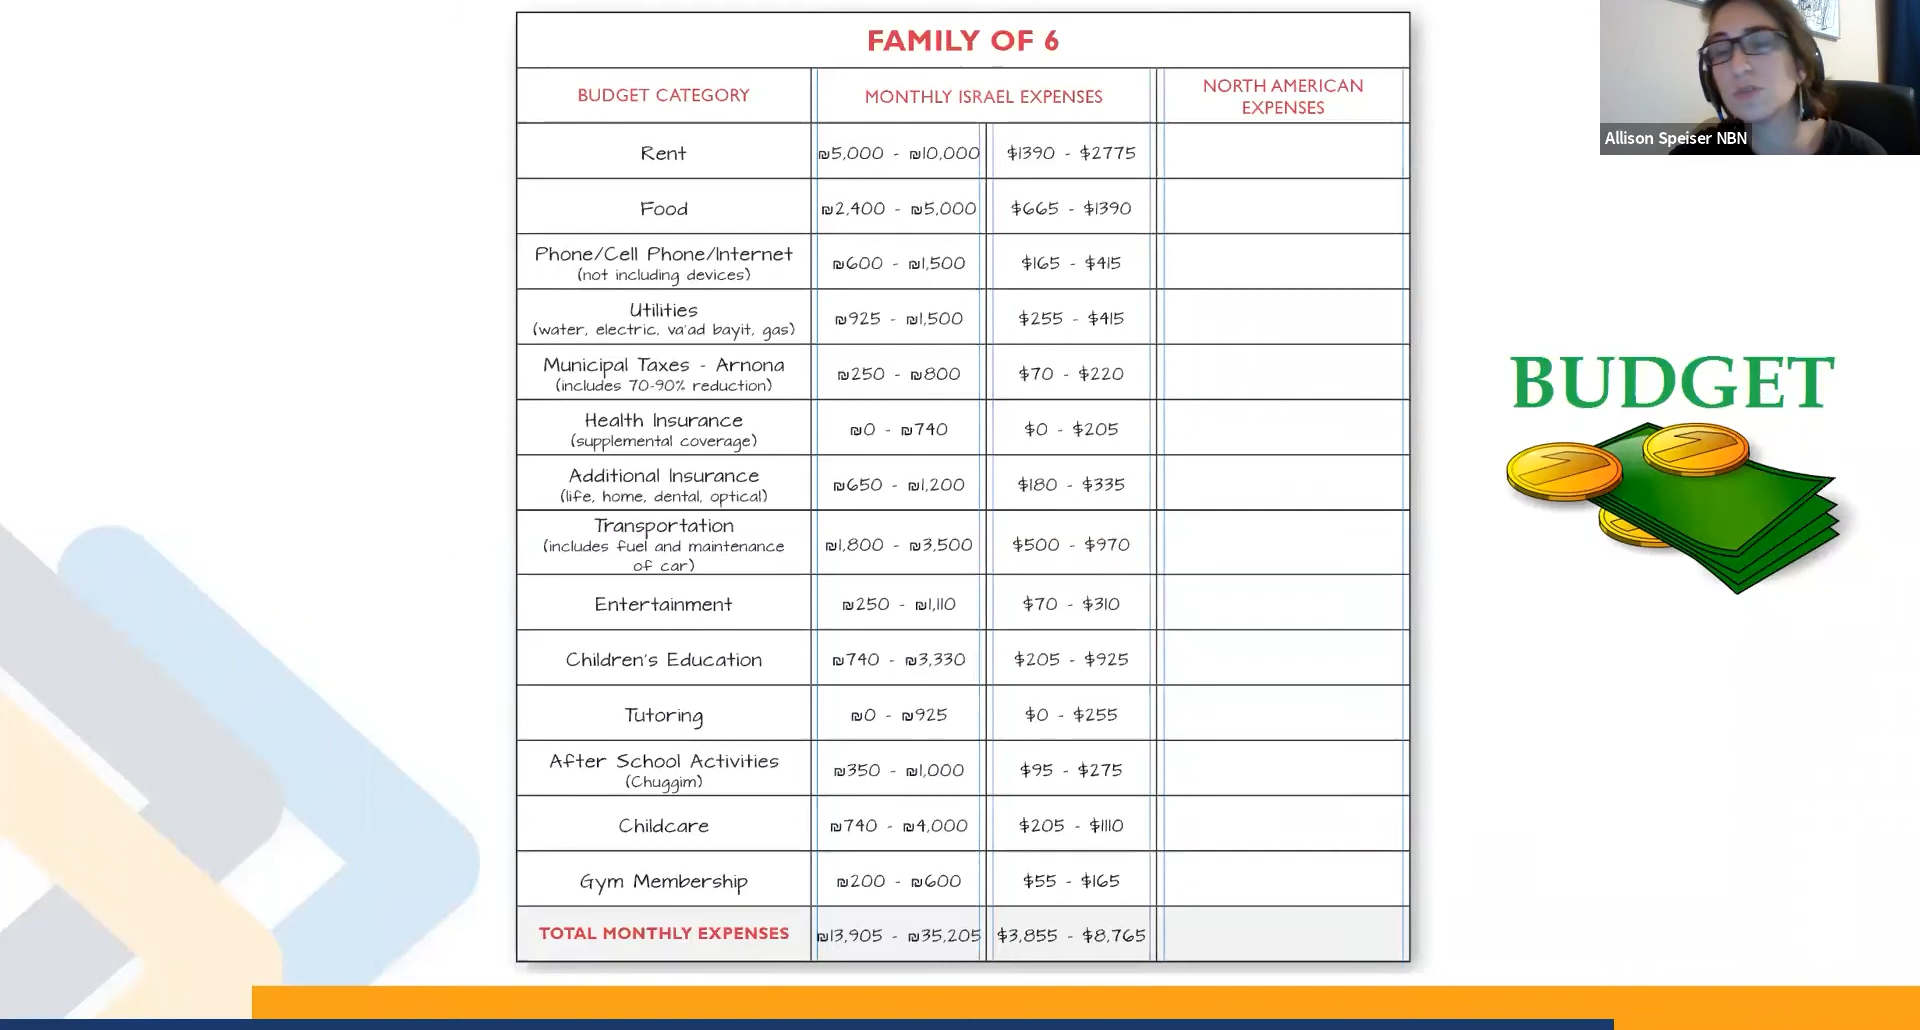 FAMILY OF 6
BUDGET CATEGORY
MONTHLY ISRAEL EXPENSES
NORTH AMERICAN
EXPENSES
Rent
₪5,000 - ₪10,000
$1390 - $2775
Food
₪2,400 - ₪5,000
$665 - $1390
Phone/Cell Phone/Internet
(not including devices)
₪600 - ₪1,500
$165 - $415
Utilities
(water, electric, va'ad bayit, gas)
₪925 - ₪1,500
$255 - $415
Municipal Taxes - Arnona
(includes 70-90% reduction)
₪250 - ₪800
$70 - $220
Health Insurance
(supplemental coverage)
₪0 - ₪740
$0 - $205
Additional Insurance
(life, home, dental, optical)
₪650 - ₪1,200
$180 - $335
Transportation
(includes fuel and maintenance
of car)
₪1,800 - ₪3,500
$500 - $970
Entertainment
₪250 - ₪1,110
$70 - $310
Children's Education
₪740 - ₪3,330
$205 - $925
Tutoring
₪0 - ₪925
$0 - $255
After School Activities
(Chuggim)
₪350 - ₪1,000
$95 - $275
Childcare
₪740 - ₪4,000
$205 - $1110
Gym Membership
₪200 - ₪600
$55 - $165
TOTAL MONTHLY EXPENSES
₪13,905 - ₪35,205
$3,855 - $8,765
Allison Speiser NBN
BUDGET